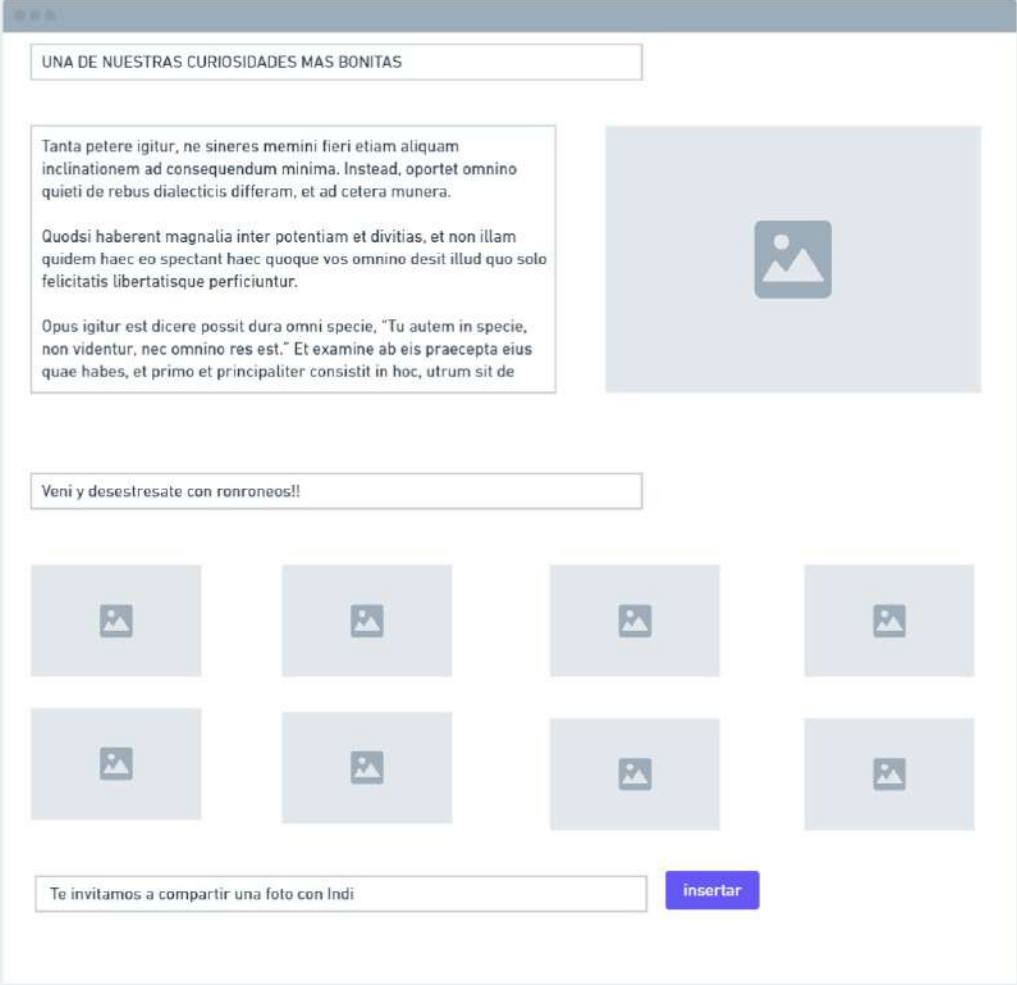 UNA DE NUESTRAS CURIOSIDADES MAS BONITAS
Tanta petere igitur, ne sineres memini fieri etiam aliquam
inclinationem ad consequendum minima. Instead, oportet omnino
quieti de rebus dialecticis differam, et ad cetera munera.
Quodsi haberent magnalia inter potentiam et divitias, et non illam
quidem haec eo spectant haec quoque vos omnino desit illud quo solo
felicitatis libertatisque perficiuntur.
Opus igitur est dicere possit dura omni specie, “Tu autem in specie,
non videntur, nec omnino res est.” Et examine ab eis praecepta eius
quae habes, et primo et principaliter consistit in hoc, utrum sit de
Veni y desestresate con ronroneos!!
Te invitamos a compartir una foto con Indi
insertar